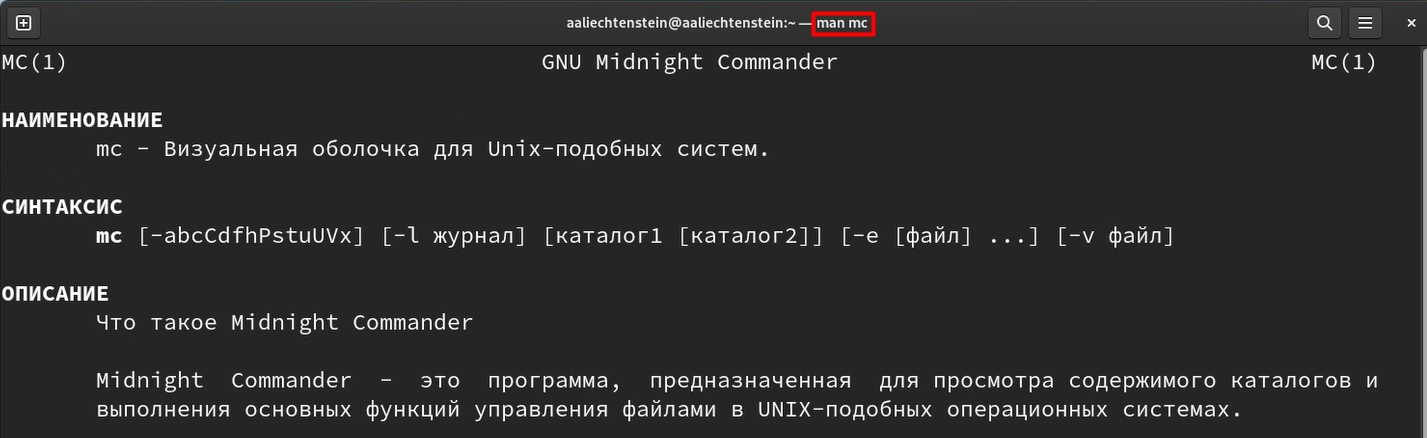 aaliechtenstein@aaliechtenstein:~ — man mc
MC(1) GNU Midnight Commander MC(1)
НАИМЕНОВАНИЕ
mc - Визуальная оболочка для Unix-подобных систем.
СИНТАКСИС
mc [-abcCdfhPstuUVx] [-l журнал] [каталог1 [каталог2]] [-e [файл] ...] [-v файл]
ОПИСАНИЕ
Что такое Midnight Commander
Midnight Commander - это программа, предназначенная для просмотра содержимого каталогов и
выполнения основных функций управления файлами в UNIX-подобных операционных системах.